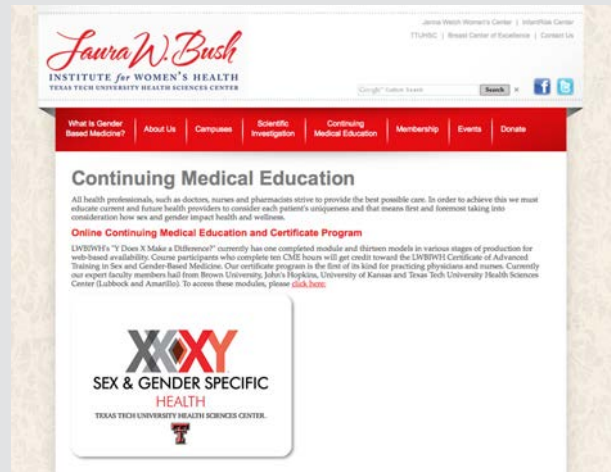 Janna Welch Women's Center | InfantRisk Center
TTUHSC | Breast Center of Excellence | Contact Us
Laura W. Bush
INSTITUTE for WOMEN'S HEALTH
TEXAS TECH UNIVERSITY HEALTH SCIENCES CENTER
Google™ Custom Search Search ×
What Is Gender
Based Medicine?
About Us
Campuses
Scientific
Investigation
Continuing
Medical Education
Membership
Events
Donate
Continuing Medical Education
All health professionals, such as doctors, nurses and pharmacists strive to provide the best possible care. In order to achieve this we must
educate current and future health providers to consider each patient's uniqueness and that means first and foremost taking into
consideration how sex and gender impact health and wellness.
Online Continuing Medical Education and Certificate Program
LWBIWH's "Y Does X Make a Difference?" currently has one completed module and thirteen models in various stages of production for
web-based availability. Course participants who complete ten CME hours will get credit toward the LWBIWH Certificate of Advanced
Training in Sex and Gender-Based Medicine. Our certificate program is the first of its kind for practicing physicians and nurses. Currently
our expert faculty members hail from Brown University, John's Hopkins, University of Kansas and Texas Tech University Health Sciences
Center (Lubbock and Amarillo). To access these modules, please click here:
XXXY
SEX & GENDER SPECIFIC
HEALTH
TEXAS TECH UNIVERSITY HEALTH SCIENCES CENTER.